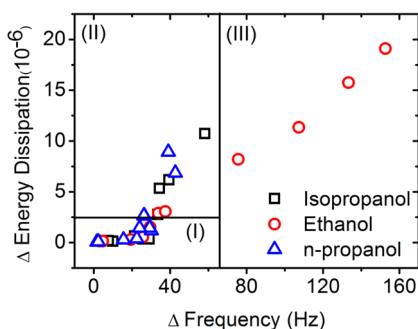 (II)
(III)
(I)
20
15
10
5
0
Δ Energy Dissipation(10⁻⁶)
Isopropanol
Ethanol
n-propanol
0 40 80 120 160
Δ Frequency (Hz)